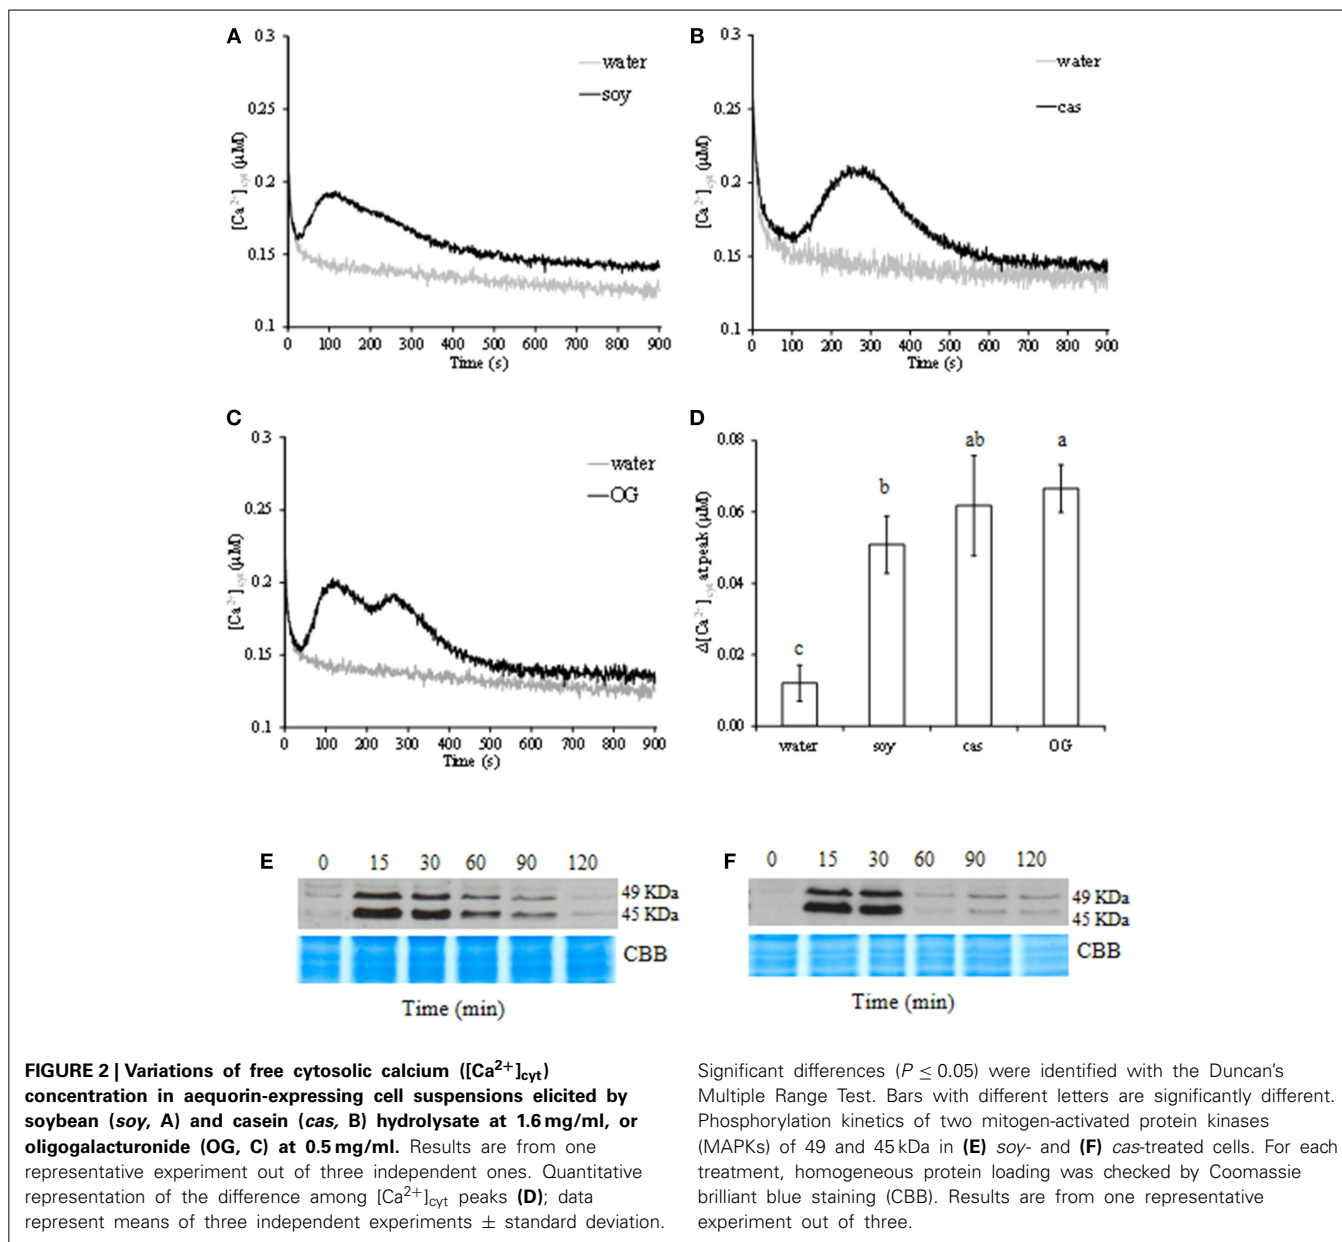 A
0.3
0.25
0.2
0.15
0.1
[Ca2+]cyt (μM)
water
soy
0 100 200 300 400 500 600 700 800 900
Time (s)
B
0.3
0.25
0.2
0.15
0.1
[Ca2+]cyt (μM)
water
cas
0 100 200 300 400 500 600 700 800 900
Time (s)
C
0.3
0.25
0.2
0.15
0.1
[Ca2+]cyt (μM)
water
OG
0 100 200 300 400 500 600 700 800 900
Time (s)
D
0.08
0.06
0.04
0.02
0.00
Δ[Ca2+]cyt at peak (μM)
c
b
ab
a
water soy cas OG
E
0 15 30 60 90 120
49 KDa
45 KDa
CBB
Time (min)
F
0 15 30 60 90 120
49 KDa
45 KDa
CBB
Time (min)
FIGURE 2 | Variations of free cytosolic calcium ([Ca2+]cyt)
concentration in aequorin-expressing cell suspensions elicited by
soybean (soy, A) and casein (cas, B) hydrolysate at 1.6 mg/ml, or
oligogalacturonide (OG, C) at 0.5 mg/ml. Results are from one
representative experiment out of three independent ones. Quantitative
representation of the difference among [Ca2+]cyt peaks (D); data
represent means of three independent experiments ± standard deviation.
Significant differences (P ≤ 0.05) were identified with the Duncan's
Multiple Range Test. Bars with different letters are significantly different.
Phosphorylation kinetics of two mitogen-activated protein kinases
(MAPKs) of 49 and 45 kDa in (E) soy- and (F) cas-treated cells. For each
treatment, homogeneous protein loading was checked by Coomassie
brilliant blue staining (CBB). Results are from one representative
experiment out of three.